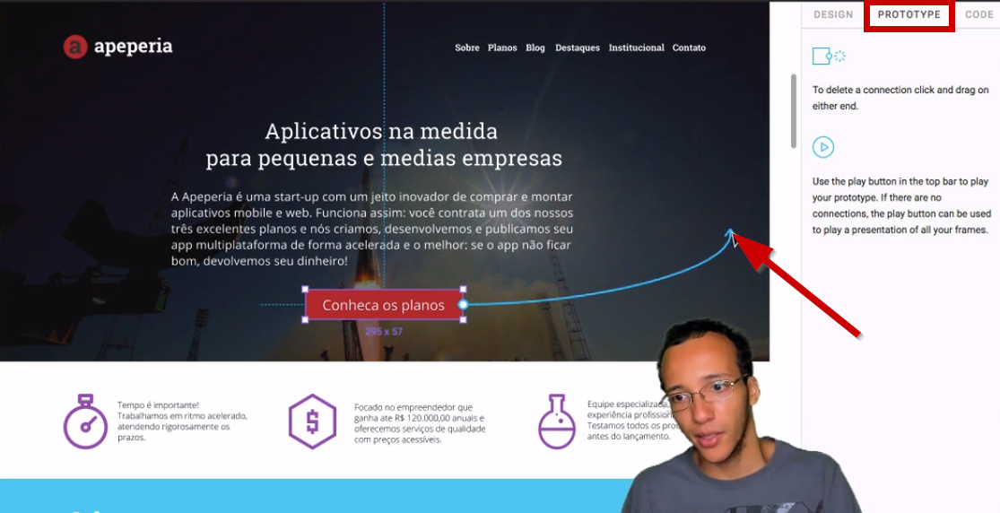 DESIGN PROTOTYPE CODE
apeperia
Sobre Planos Blog Destaques Institucional Contato
To delete a connection click and drag on
either end.
Aplicativos na medida
para pequenas e medias empresas
Use the play button in the top bar to play
your prototype. If there are no
connections, the play button can be used
to play a presentation of all your frames.
A Apeperia é uma start-up com um jeito inovador de comprar e montar
aplicativos mobile e web. Funciona assim: você contrata um dos nossos
três excelentes planos e nós criamos, desenvolvemos e publicamos seu
app multiplataforma de forma acelerada e o melhor: se o app não ficar
bom, devolvemos seu dinheiro!
Conheca os planos
295 x 57
Tempo é importante!
Trabalhamos em ritmo acelerado,
atendendo rigorosamente os
prazos.
Focado no empreendedor que
ganha até R$ 120.000,00 anuais e
oferecemos serviços de qualidade
com preços acessíveis.
Equipe especializada,
experiência
Testamos todos os
antes do lançamento.